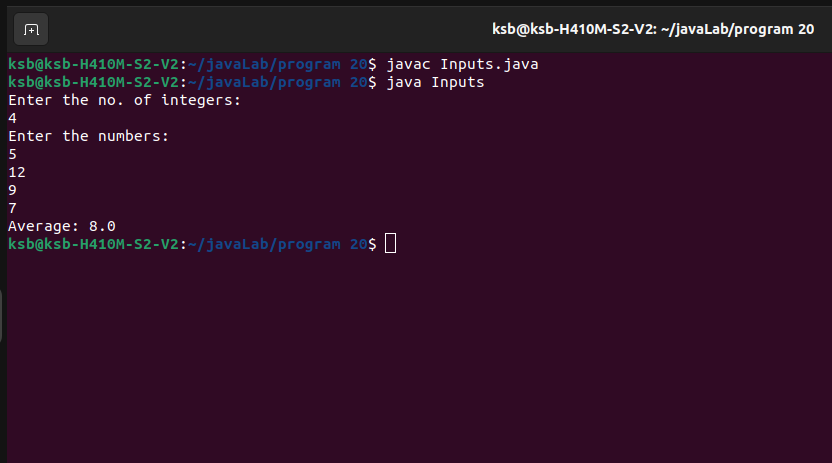 ksb@ksb-H410M-S2-V2: ~/javaLab/program 20
ksb@ksb-H410M-S2-V2:~/javaLab/program 20$ javac Inputs.java
ksb@ksb-H410M-S2-V2:~/javaLab/program 20$ java Inputs
Enter the no. of integers:
4
Enter the numbers:
5
12
9
7
Average: 8.0
ksb@ksb-H410M-S2-V2:~/javaLab/program 20$